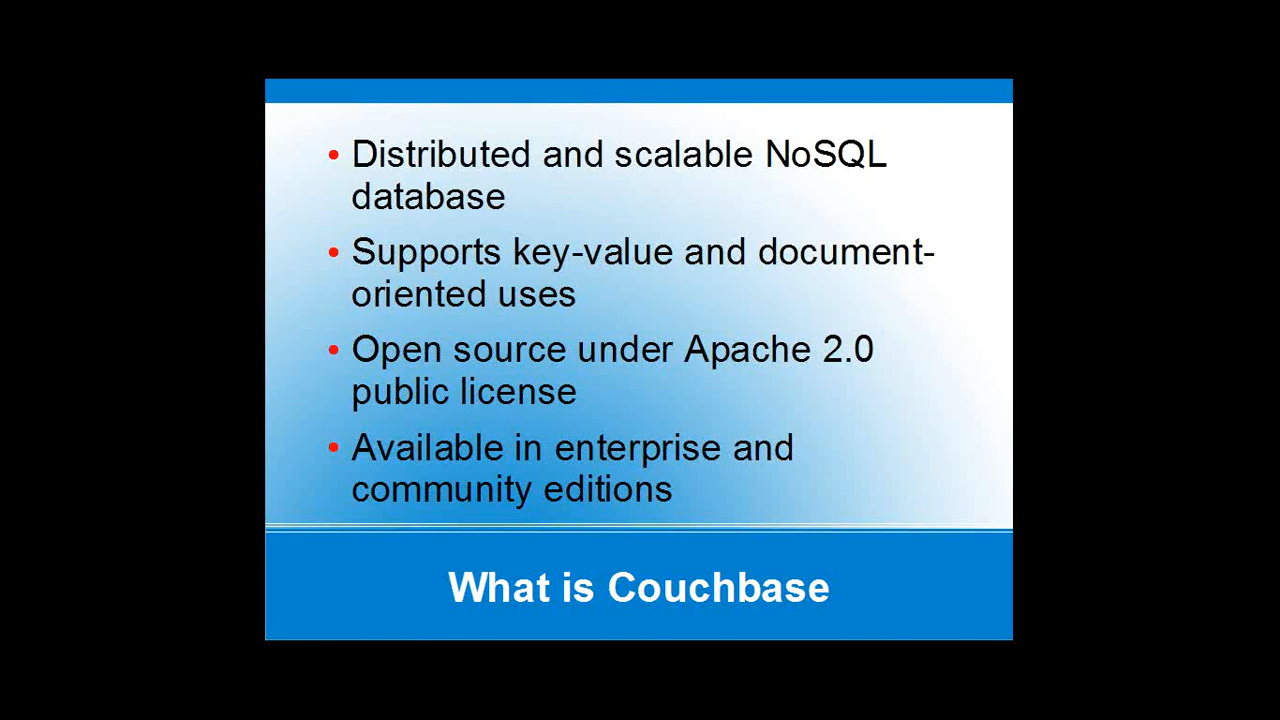 • Distributed and scalable NoSQL
database
• Supports key-value and document-
oriented uses
• Open source under Apache 2.0
public license
• Available in enterprise and
community editions
What is Couchbase